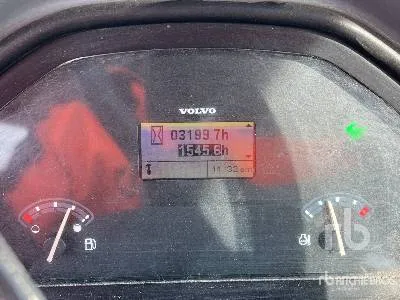 VOLVO
03199.7h
1545.6h
11:32 am
rb
RITCHIE BROS